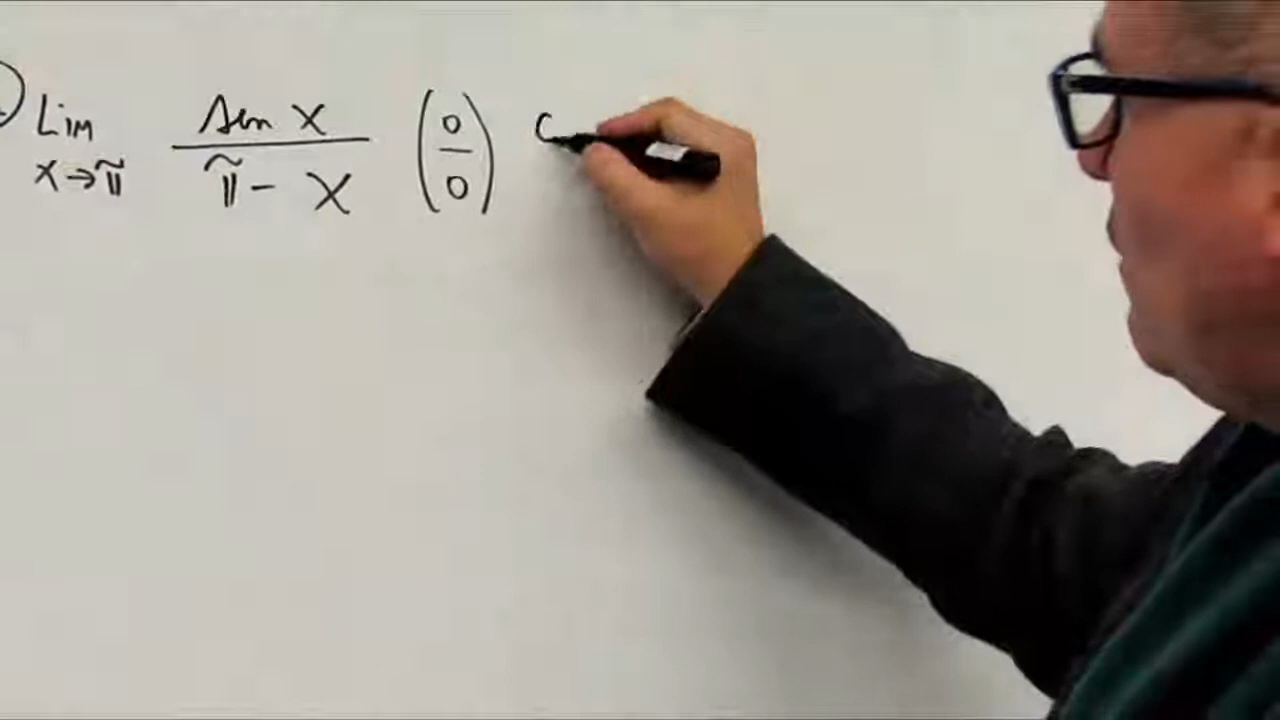 Lim x→π sen x / π - x (0/0) C